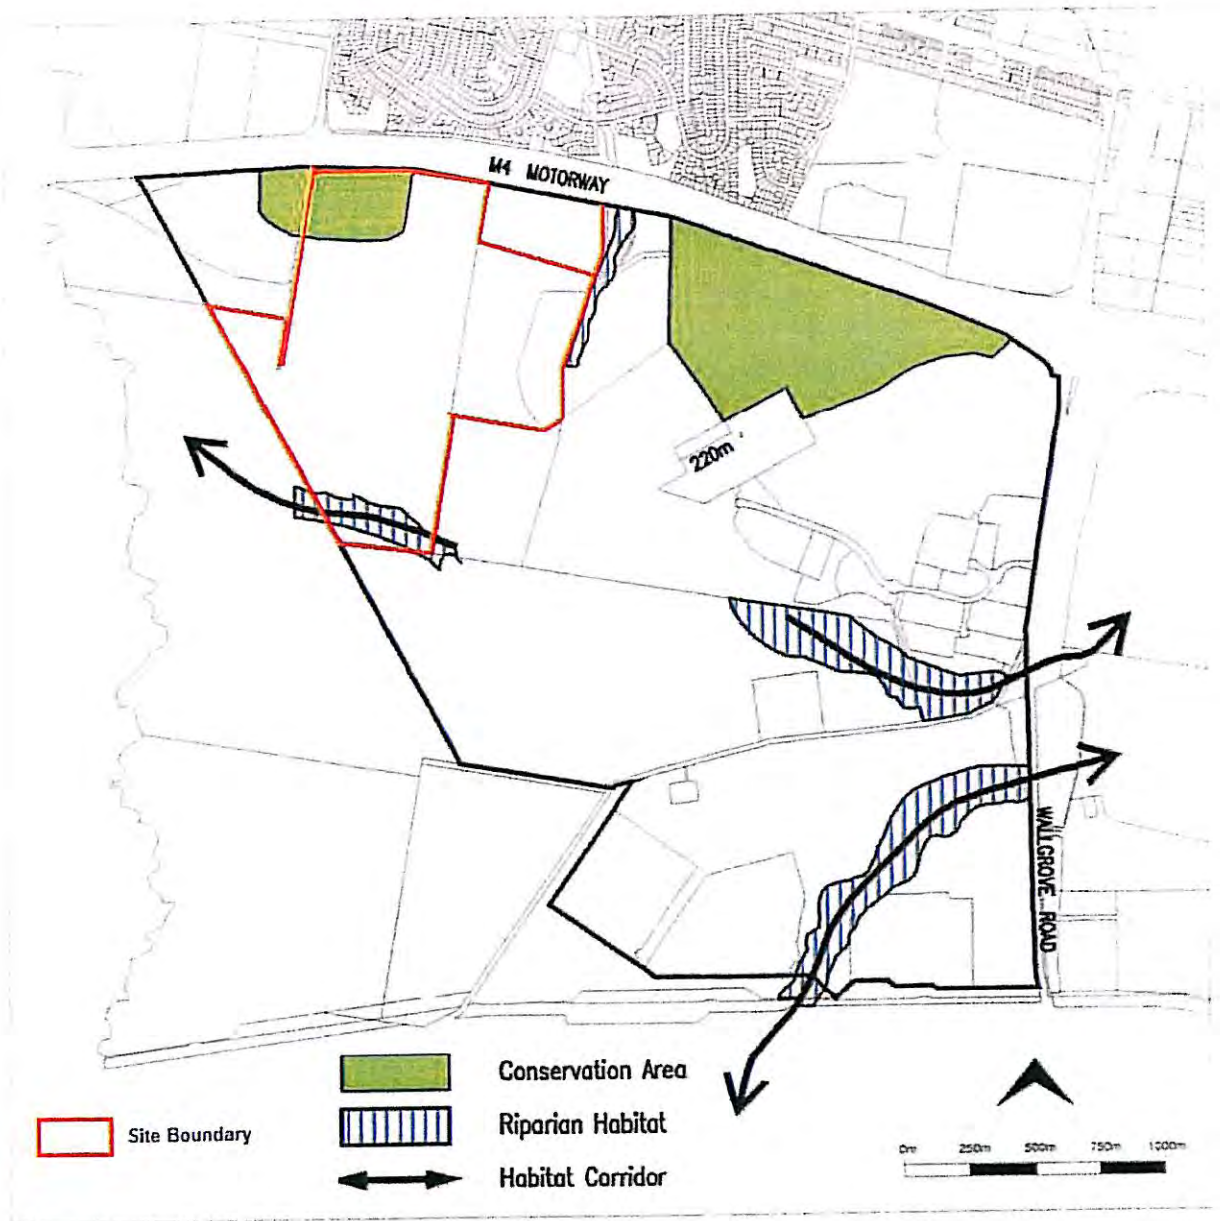 M4 MOTORWAY
220m
WALLGROVE ROAD
Conservation Area
Riparian Habitat
Site Boundary
Habitat Corridor
0m 250m 500m 750m 1000m